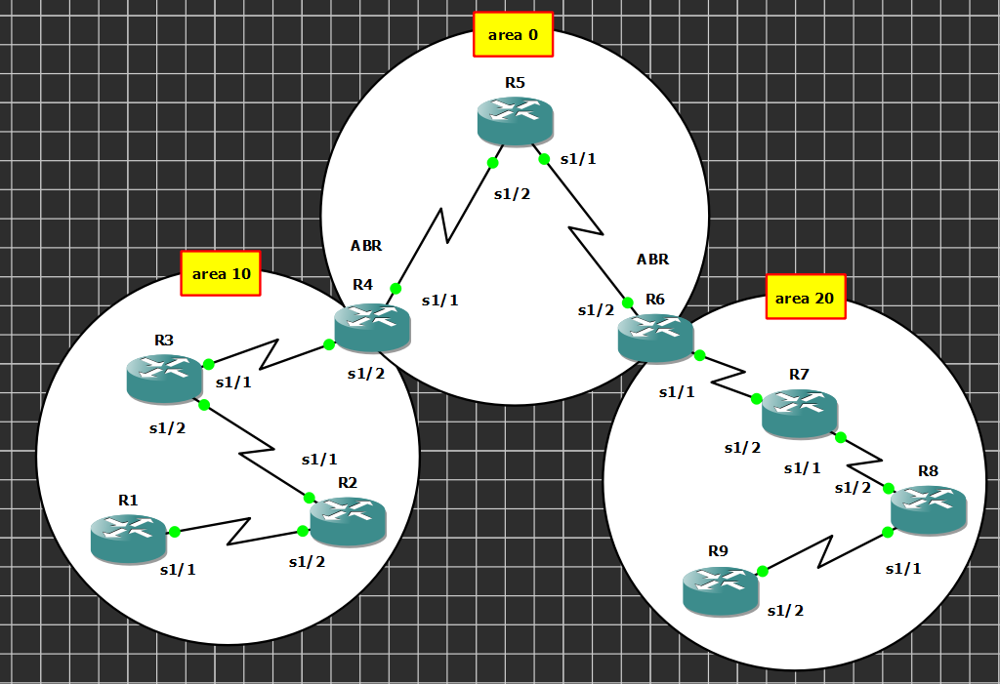 area 0
R5
s1/1
s1/2
ABR
R4
s1/1
s1/2
ABR
s1/2
R6
s1/1
area 10
R3
s1/1
s1/2
s1/1
R2
s1/2
R1
s1/1
area 20
R7
s1/2
s1/1
s1/2
R8
s1/1
R9
s1/2